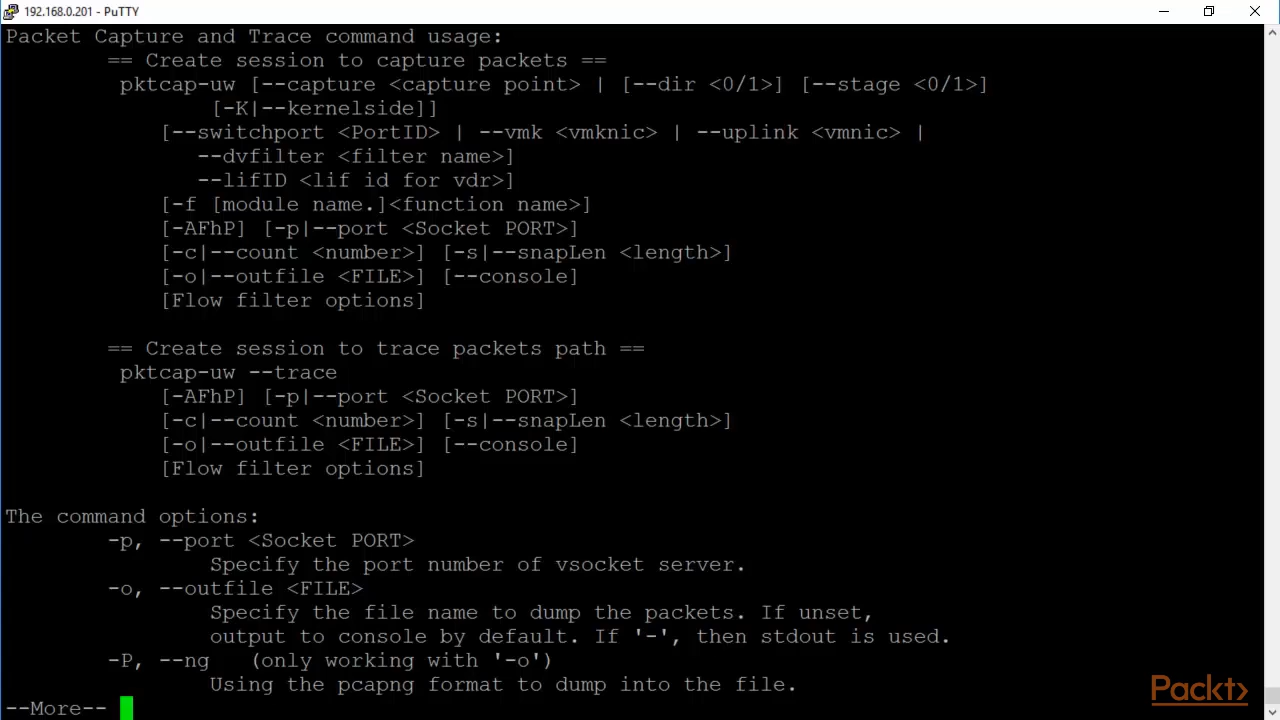 192.168.0.201 - PuTTY
Packet Capture and Trace command usage:
== Create session to capture packets ==
pktcap-uw [--capture <capture point> | [--dir <0/1>] [--stage <0/1>]
[-K|--kernelside]]
[--switchport <PortID> | --vmk <vmknic> | --uplink <vmnic> |
--dvfilter <filter name>]
--lifID <lif id for vdr>]
[-f [module name.]<function name>]
[-AFhP] [-p|--port <Socket PORT>]
[-c|--count <number>] [-s|--snapLen <length>]
[-o|--outfile <FILE>] [--console]
[Flow filter options]
== Create session to trace packets path ==
pktcap-uw --trace
[-AFhP] [-p|--port <Socket PORT>]
[-c|--count <number>] [-s|--snapLen <length>]
[-o|--outfile <FILE>] [--console]
[Flow filter options]
The command options:
-p, --port <Socket PORT>
Specify the port number of vsocket server.
-o, --outfile <FILE>
Specify the file name to dump the packets. If unset,
output to console by default. If '-', then stdout is used.
-P, --ng (only working with '-o')
Using the pcapng format to dump into the file.
--More--
Packt>